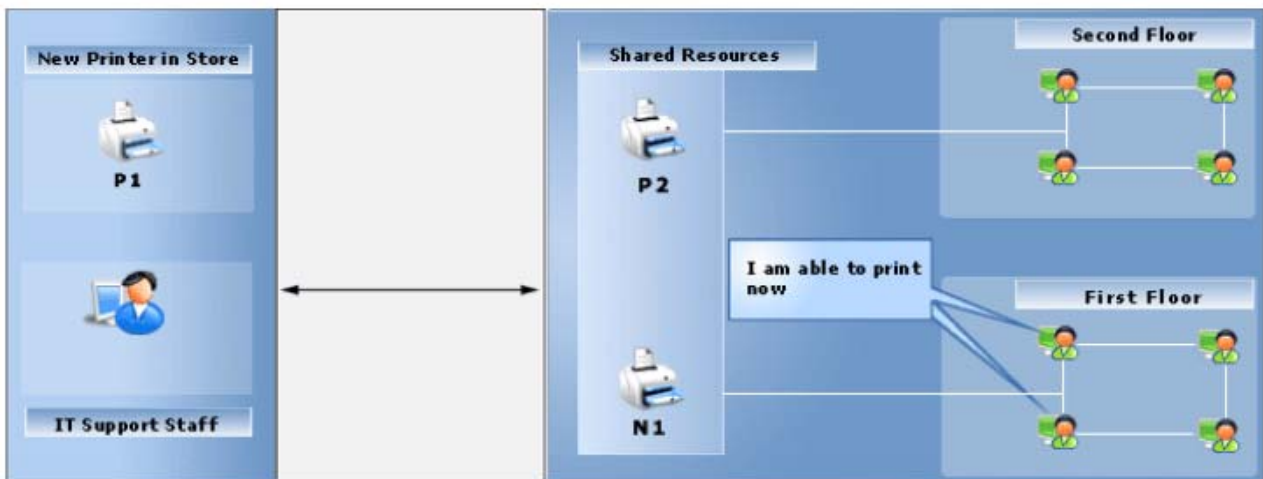 New Printer in Store
P1
IT Support Staff
Shared Resources
P2
N1
Second Floor
I am able to print
now
First Floor